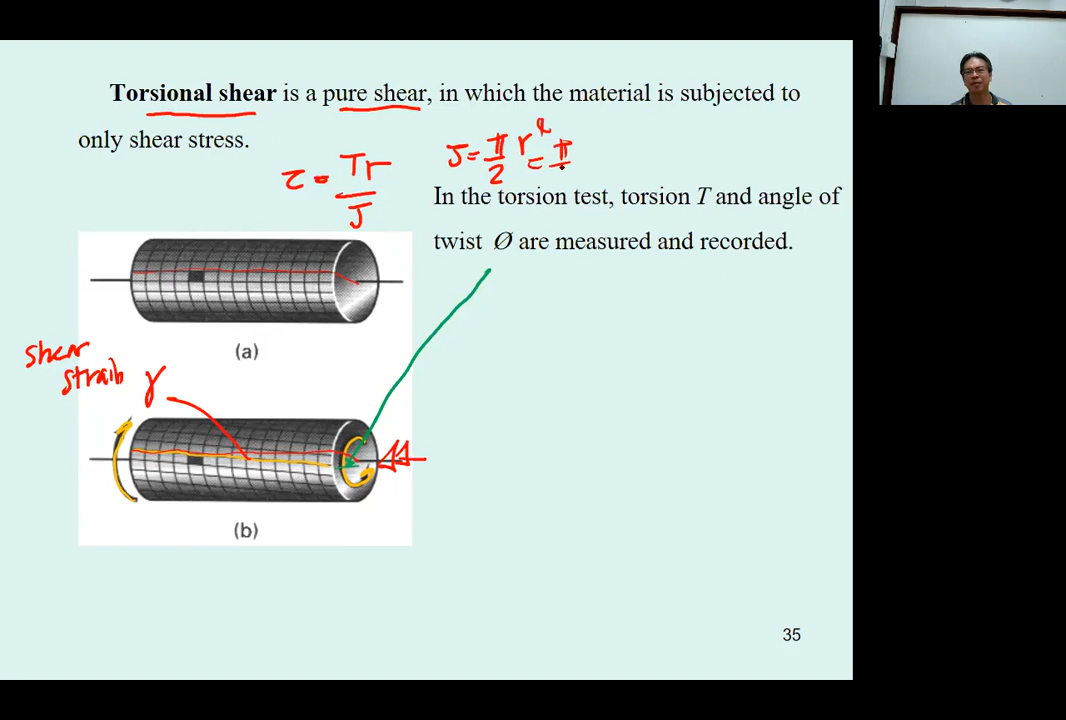 Torsional shear is a pure shear, in which the material is subjected to
only shear stress.
τ = Tr/J
J = π/2 r⁴ = π
In the torsion test, torsion T and angle of
twist Ø are measured and recorded.
(a)
shear
strain γ
(b)
35